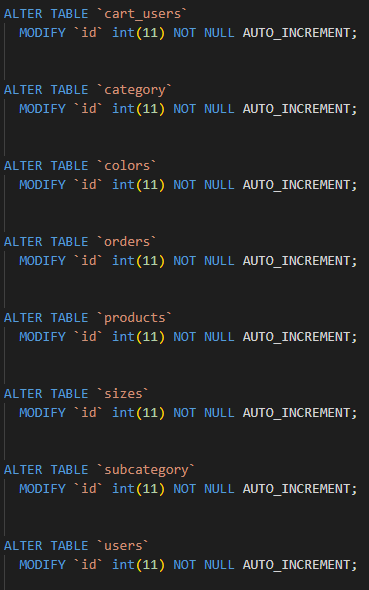 ALTER TABLE `cart_users`
MODIFY `id` int(11) NOT NULL AUTO_INCREMENT;
ALTER TABLE `category`
MODIFY `id` int(11) NOT NULL AUTO_INCREMENT;
ALTER TABLE `colors`
MODIFY `id` int(11) NOT NULL AUTO_INCREMENT;
ALTER TABLE `orders`
MODIFY `id` int(11) NOT NULL AUTO_INCREMENT;
ALTER TABLE `products`
MODIFY `id` int(11) NOT NULL AUTO_INCREMENT;
ALTER TABLE `sizes`
MODIFY `id` int(11) NOT NULL AUTO_INCREMENT;
ALTER TABLE `subcategory`
MODIFY `id` int(11) NOT NULL AUTO_INCREMENT;
ALTER TABLE `users`
MODIFY `id` int(11) NOT NULL AUTO_INCREMENT;